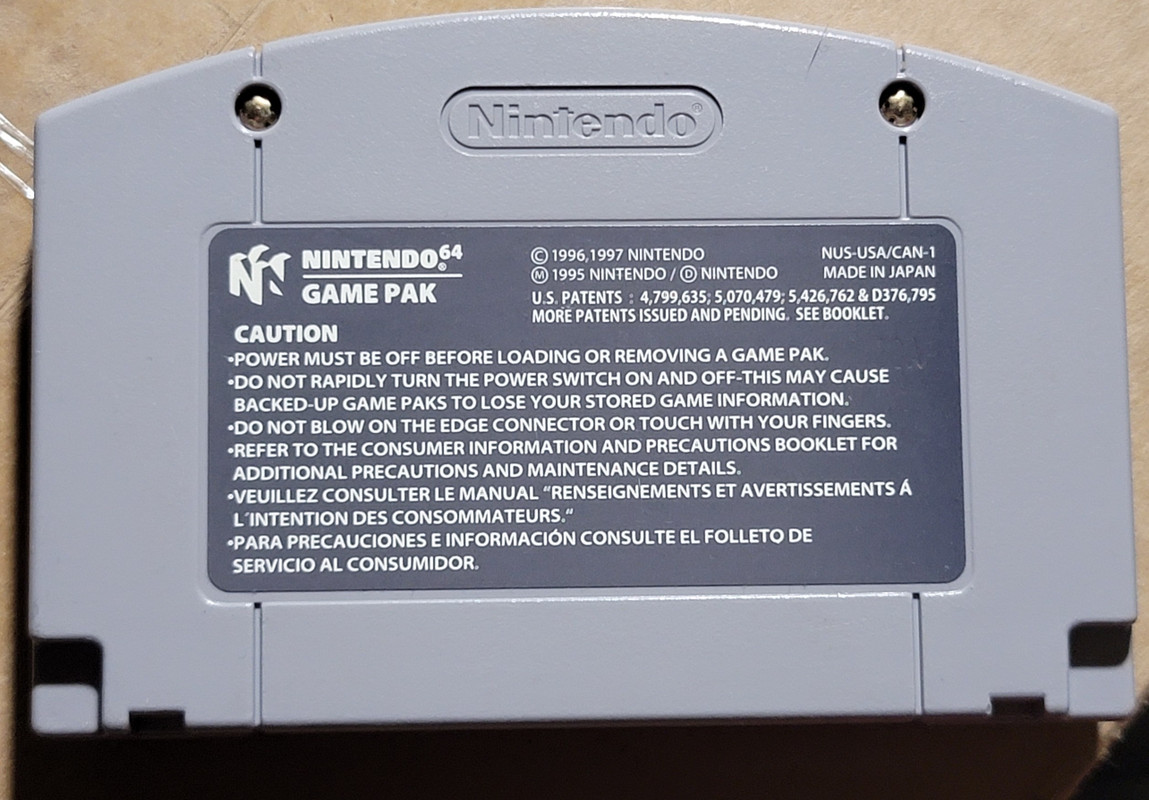 Nintendo®
NINTENDO64®
GAME PAK
Ⓒ 1996,1997 NINTENDO
Ⓜ 1995 NINTENDO / Ⓓ NINTENDO
NUS-USA/CAN-1
MADE IN JAPAN
U.S. PATENTS : 4,799,635; 5,070,479; 5,426,762 & D376,795
MORE PATENTS ISSUED AND PENDING. SEE BOOKLET.
CAUTION
•POWER MUST BE OFF BEFORE LOADING OR REMOVING A GAME PAK.
•DO NOT RAPIDLY TURN THE POWER SWITCH ON AND OFF-THIS MAY CAUSE
BACKED-UP GAME PAKS TO LOSE YOUR STORED GAME INFORMATION.
•DO NOT BLOW ON THE EDGE CONNECTOR OR TOUCH WITH YOUR FINGERS.
•REFER TO THE CONSUMER INFORMATION AND PRECAUTIONS BOOKLET FOR
ADDITIONAL PRECAUTIONS AND MAINTENANCE DETAILS.
•VEUILLEZ CONSULTER LE MANUAL “RENSEIGNEMENTS ET AVERTISSEMENTS Á
L´INTENTION DES CONSOMMATEURS.“
•PARA PRECAUCIONES E INFORMACIÓN CONSULTE EL FOLLETO DE
SERVICIO AL CONSUMIDOR.